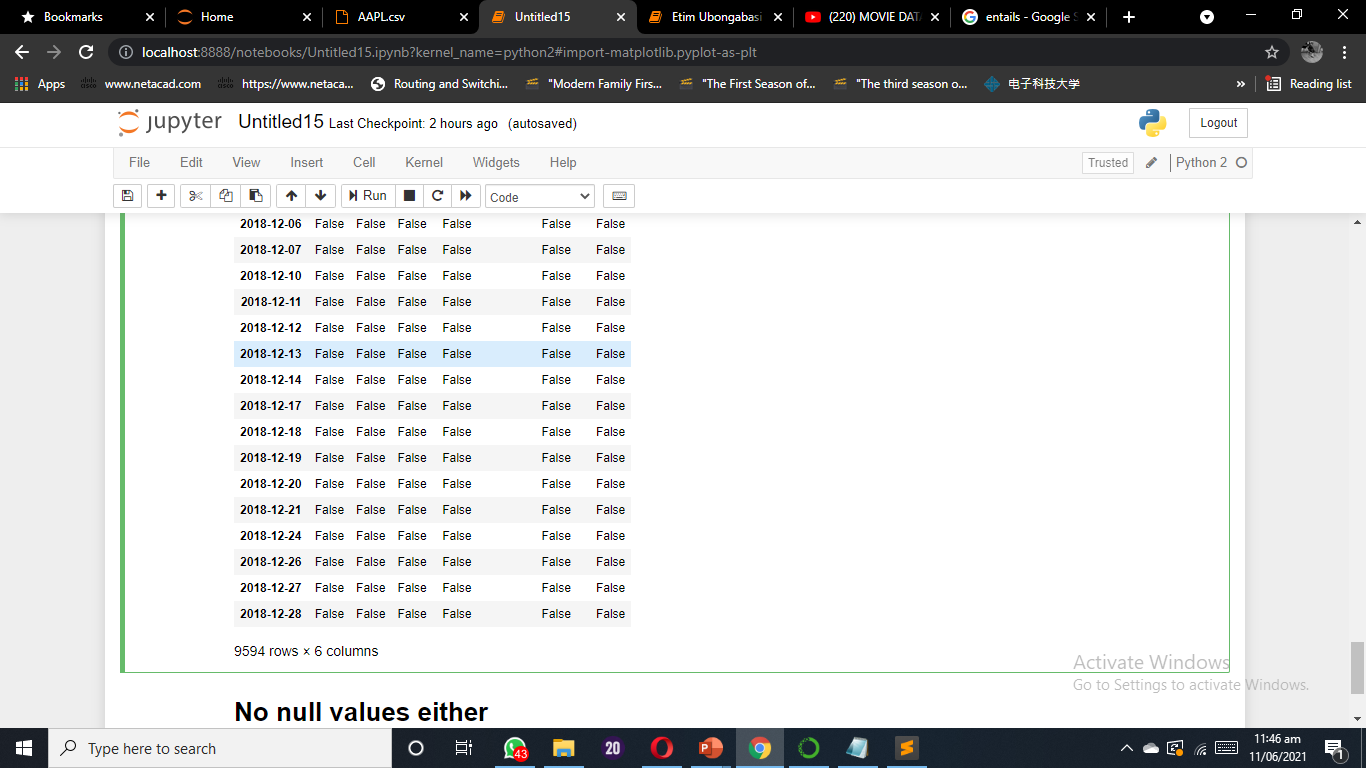 Bookmarks
Home
AAPL.csv
Untitled15
Etim Ubongabasi
(220) MOVIE DATA
entails - Google S
localhost:8888/notebooks/Untitled15.ipynb?kernel_name=python2#import-matplotlib.pyplot-as-plt
Apps
www.netacad.com
https://www.netaca...
Routing and Switchi...
"Modern Family Firs...
"The First Season of...
"The third season o...
电子科技大学
»
Reading list
jupyter Untitled15 Last Checkpoint: 2 hours ago (autosaved)
Logout
File Edit View Insert Cell Kernel Widgets Help
Trusted
Python 2
Run
Code
2018-12-06 False False False False False False
2018-12-07 False False False False False False
2018-12-10 False False False False False False
2018-12-11 False False False False False False
2018-12-12 False False False False False False
2018-12-13 False False False False False False
2018-12-14 False False False False False False
2018-12-17 False False False False False False
2018-12-18 False False False False False False
2018-12-19 False False False False False False
2018-12-20 False False False False False False
2018-12-21 False False False False False False
2018-12-24 False False False False False False
2018-12-26 False False False False False False
2018-12-27 False False False False False False
2018-12-28 False False False False False False
9594 rows × 6 columns
Activate Windows
Go to Settings to activate Windows.
No null values either
Type here to search
43
20
11:46 am
11/06/2021
1